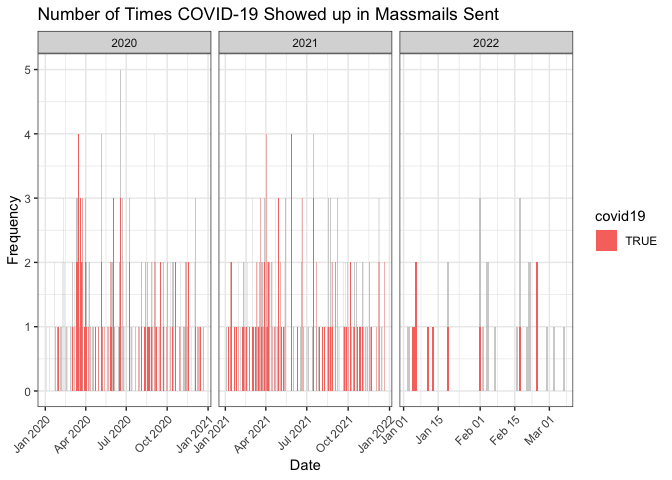 Number of Times COVID-19 Showed up in Massmails Sent
2020 2021 2022
5
4
3
2
1
0
Frequency
Jan 2020 Apr 2020 Jul 2020 Oct 2020 Jan 2021 Jan 2021 Apr 2021 Jul 2021 Oct 2021 Jan 2022 Jan 01 Jan 15 Feb 01 Feb 15 Mar 01
Date
covid19
TRUE